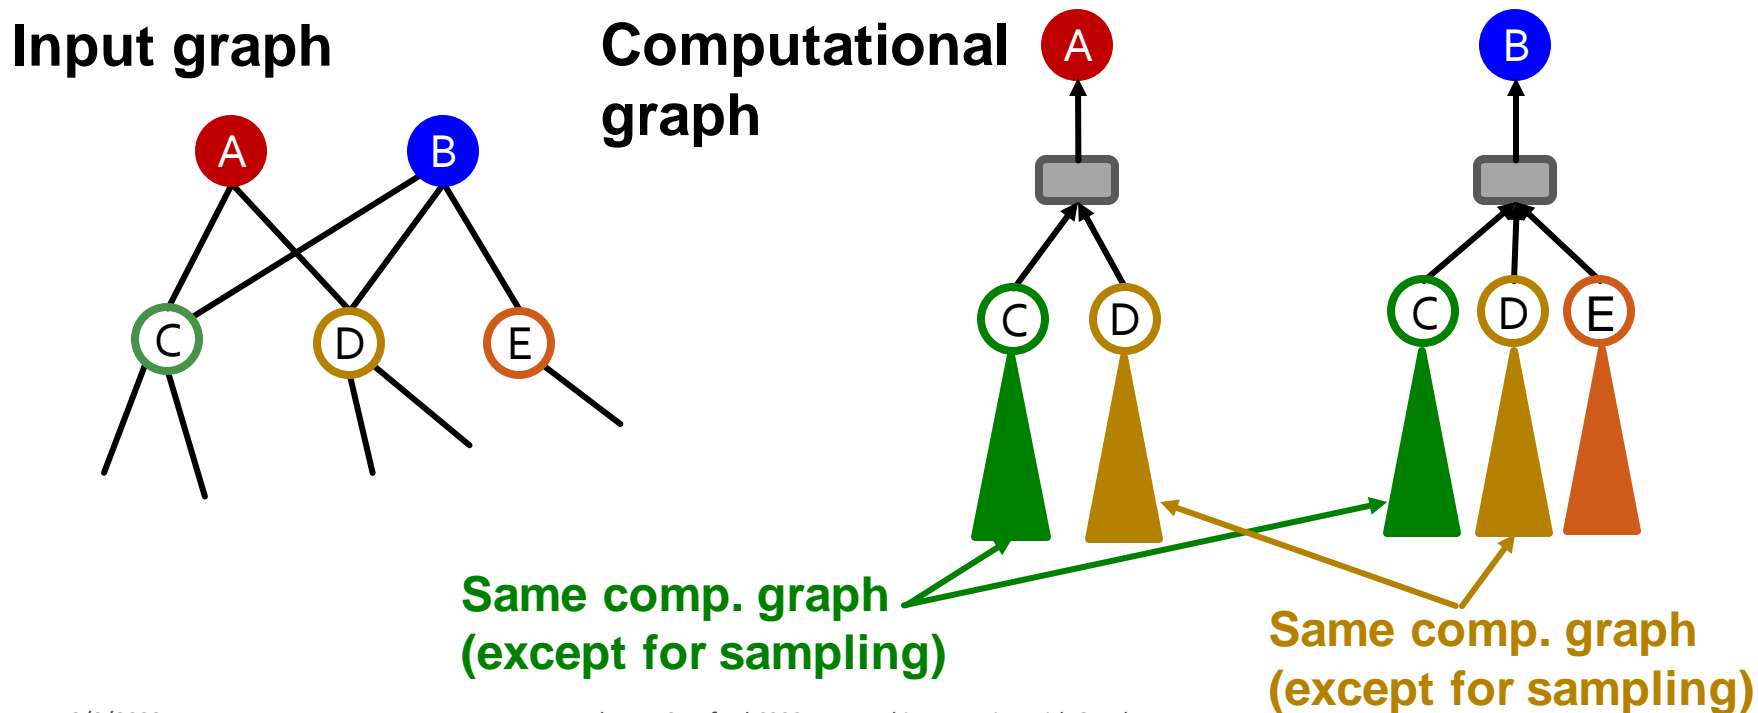 Input graph
Computational
graph
A
B
A
B
C
D
E
C
D
C
D
E
Same comp. graph
(except for sampling)
Same comp. graph
(except for sampling)